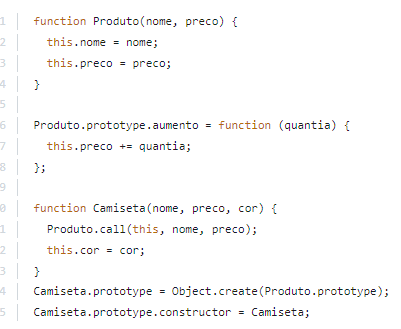 1 function Produto(nome, preco) {
2 this.nome = nome;
3 this.preco = preco;
4 }
5
6 Produto.prototype.aumento = function (quantia) {
7 this.preco += quantia;
8 };
9
0 function Camiseta(nome, preco, cor) {
1 Produto.call(this, nome, preco);
2 this.cor = cor;
3 }
4 Camiseta.prototype = Object.create(Produto.prototype);
5 Camiseta.prototype.constructor = Camiseta;